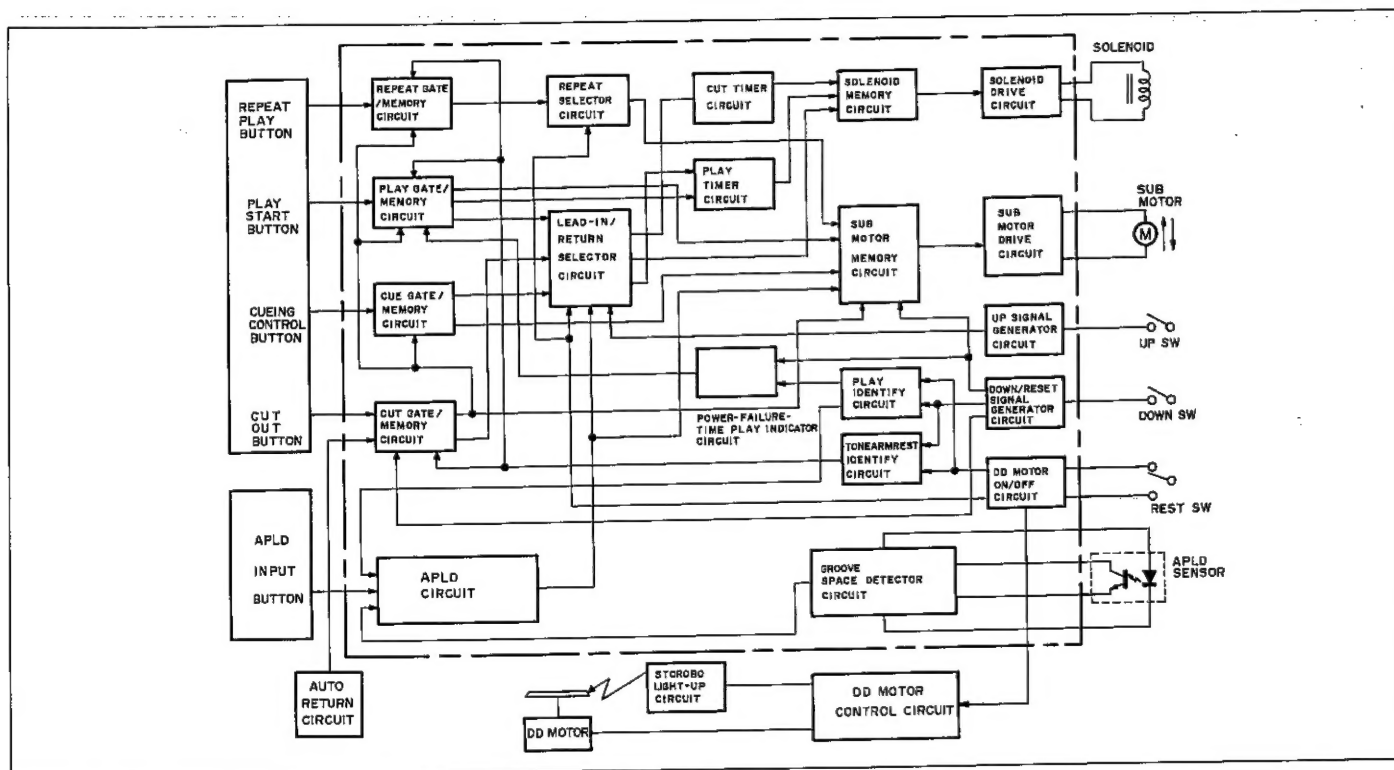 REPEAT
PLAY
BUTTON
PLAY
START
BUTTON
CUEING
CONTROL
BUTTON
CUT
OUT
BUTTON
APLD
INPUT
BUTTON
AUTO
RETURN
CIRCUIT
REPEAT GATE
/MEMORY
CIRCUIT
PLAY GATE/
MEMORY
CIRCUIT
CUE GATE/
MEMORY
CIRCUIT
CUT GATE/
MEMORY
CIRCUIT
APLD
CIRCUIT
REPEAT
SELECTOR
CIRCUIT
LEAD-IN/
RETURN
SELECTOR
CIRCUIT
CUT TIMER
CIRCUIT
PLAY
TIMER
CIRCUIT
POWER-FAILURE-
TIME PLAY INDICATOR
CIRCUIT
SOLENOID
MEMORY
CIRCUIT
SUB
MOTOR
MEMORY
CIRCUIT
PLAY
IDENTIFY
CIRCUIT
TONEARMREST
IDENTIFY
CIRCUIT
GROOVE
SPACE DETECTOR
CIRCUIT
SOLENOID
DRIVE
CIRCUIT
SUB
MOTOR DRIVE
CIRCUIT
UP SIGNAL
GENERATOR
CIRCUIT
DOWN/RESET
SIGNAL
GENERATOR
CIRCUIT
DD MOTOR
ON/OFF
CIRCUIT
SOLENOID
SUB
MOTOR
M
UP SW
DOWN SW
REST SW
APLD
SENSOR
STOROBO
LIGHT-UP
CIRCUIT
DD MOTOR
DD MOTOR
CONTROL CIRCUIT